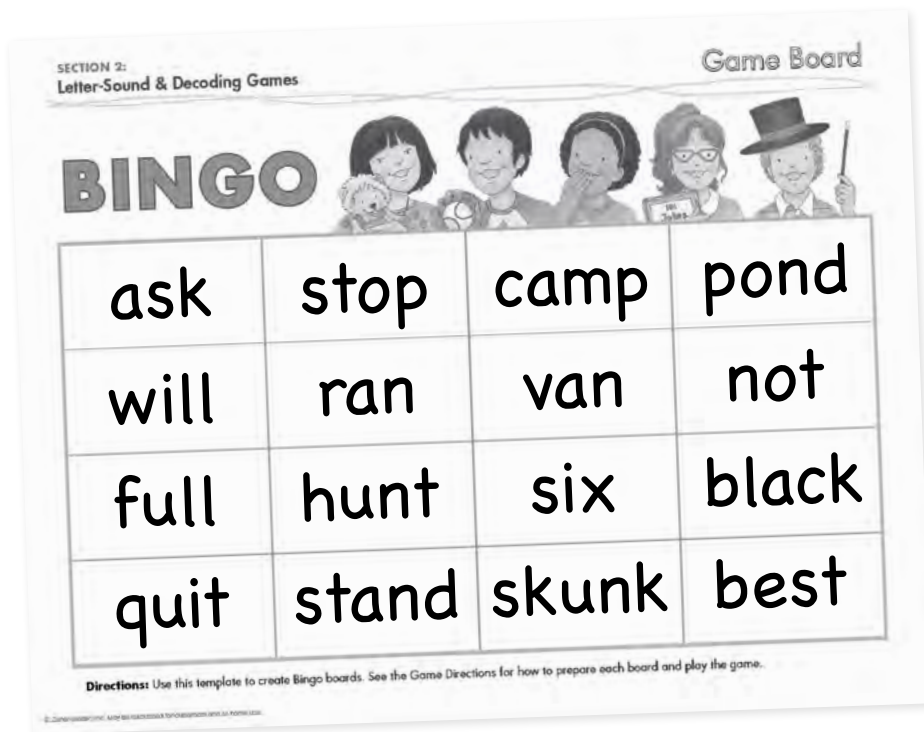 SECTION 2:
Letter-Sound & Decoding Games
Game Board
BINGO
ask stop camp pond
will ran van not
full hunt six black
quit stand skunk best
Directions: Use this template to create Bingo boards. See the Game Directions for how to prepare each board and play the game.